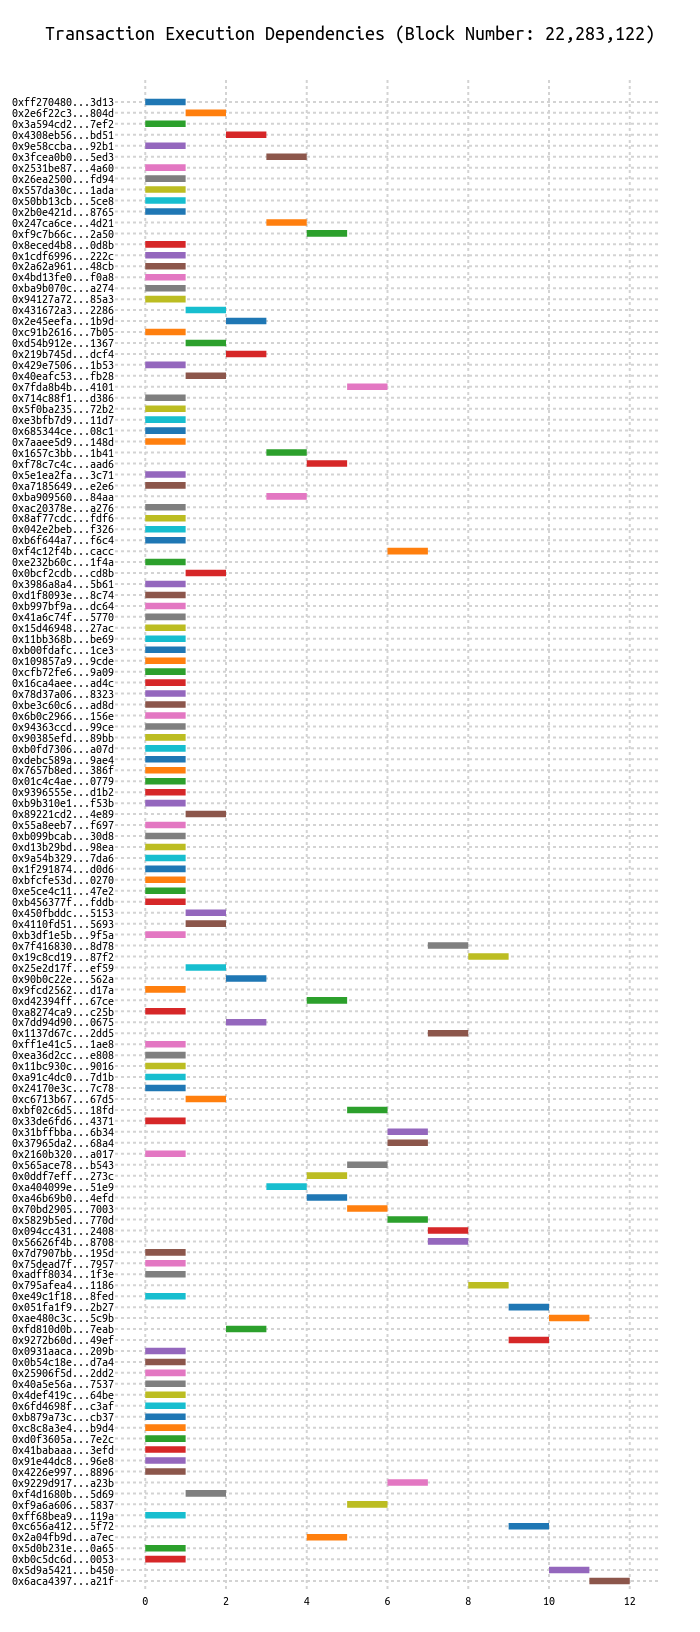 Transaction Execution Dependencies (Block Number: 22,283,122)
0xff270480...3d13
0x2e6f22c3...804d
0x3a594cd2...7ef2
0x4308eb56...bd51
0x9e58ccba...92b1
0x3fcea0b0...5ed3
0x2531be87...4a60
0x26ea2500...fd94
0x557da30c...1ada
0x50bb13cb...5ce8
0x2b0e421d...8765
0x247ca6ce...4d21
0xf9c7b66c...2a50
0x8eced4b8...0d8b
0x1cdf6996...222c
0x2a62a961...48cb
0x4bd13fe0...f0a8
0xba9b070c...a274
0x94127a72...85a3
0x431672a3...2286
0x2e45eefa...1b9d
0xc91b2616...7b05
0xd54b912e...1367
0x219b745d...dcf4
0x429e7506...1b53
0x40eafc53...fb28
0x7fda8b4b...4101
0x714c88f1...d386
0x5f0ba235...72b2
0xe3bfb7d9...11d7
0x685344ce...08c1
0x7aaee5d9...148d
0x1657c3bb...1b41
0xf78c7c4c...aad6
0x5e1ea2fa...3c71
0xa7185649...e2e6
0xba909560...84aa
0xac20378e...a276
0x8af77cdc...fdf6
0x042e2beb...f326
0xb6f644a7...f6c4
0xf4c12f4b...cacc
0xe232b60c...1f4a
0x0bcf2cdb...cd8b
0x3986a8a4...5b61
0xd1f8093e...8c74
0xb997bf9a...dc64
0x41a6c74f...5770
0x15d46948...27ac
0x11bb368b...be69
0xb00fdafc...1ce3
0x109857a9...9cde
0xcfb72fe6...9a09
0x16ca4aee...ad4c
0x78d37a06...8323
0xbe3c60c6...ad8d
0x6b0c2966...156e
0x94363ccd...99ce
0x90385efd...89bb
0xb0fd7306...a07d
0xdebc589a...9ae4
0x7657b8ed...386f
0x01c4c4ae...0779
0x9396555e...d1b2
0xb9b310e1...f53b
0x89221cd2...4e89
0x55a8eeb7...f697
0xb099bcab...30d8
0xd13b29bd...98ea
0x9a54b329...7da6
0x1f291874...d0d6
0xbfcfe53d...0270
0xe5ce4c11...47e2
0xb456377f...fddb
0x450fbddc...5153
0x4110fd51...5693
0xb3df1e5b...9f5a
0x7f416830...8d78
0x19c8cd19...87f2
0x25e2d17f...ef59
0x90b0c22e...562a
0x9fcd2562...d17a
0xd42394ff...67ce
0xa8274ca9...c25b
0x7dd94d90...0675
0x1137d67c...2dd5
0xff1e41c5...1ae8
0xea36d2cc...e808
0x11bc930c...9016
0xa91c4dc0...7d1b
0x24170e3c...7c78
0xc6713b67...67d5
0xbf02c6d5...18fd
0x33de6fd6...4371
0x31bffbba...6b34
0x37965da2...68a4
0x2160b320...a017
0x565ace78...b543
0x0ddf7eff...273c
0xa404099e...51e9
0xa46b69b0...4efd
0x70bd2905...7003
0x5829b5ed...770d
0x094cc431...2408
0x56626f4b...8708
0x7d7907bb...195d
0x75dead7f...7957
0xadff8034...1f3e
0x795afea4...1186
0xe49c1f18...8fed
0x051fa1f9...2b27
0xae480c3c...5c9b
0xfd810d0b...7eab
0x9272b60d...49ef
0x0931aaca...209b
0x0b54c18e...d7a4
0x25906f5d...2dd2
0x40a5e56a...7537
0x4def419c...64be
0x6fd4698f...c3af
0xb879a73c...cb37
0xc8c8a3e4...b9d4
0xd0f3605a...7e2c
0x41babaaa...3efd
0x91e44dc8...96e8
0x4226e997...8896
0x9229d917...a23b
0xf4d1680b...5d69
0xf9a6a606...5837
0xff68bea9...119a
0xc656a412...5f72
0x2a04fb9d...a7ec
0x5d0b231e...0a65
0xb0c5dc6d...0053
0x5d9a5421...b450
0x6aca4397...a21f
0 2 4 6 8 10 12